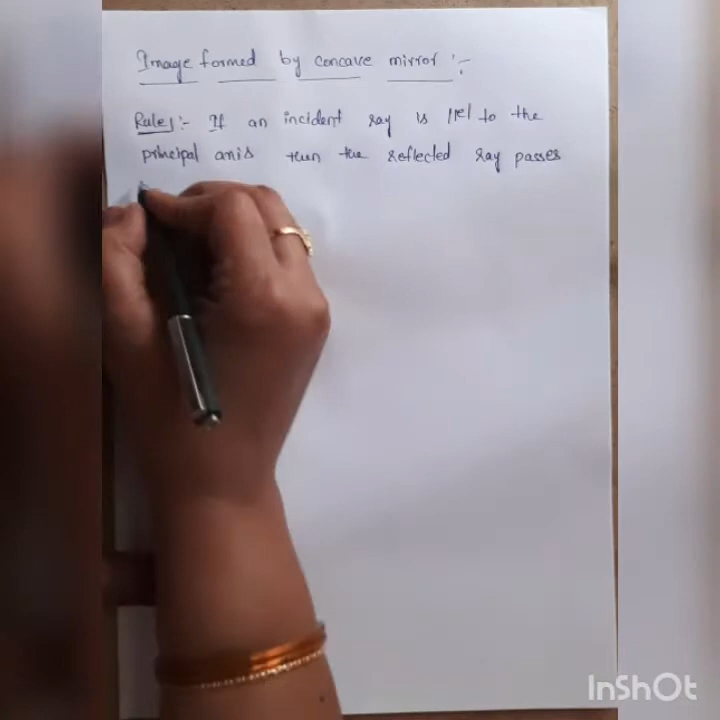 Image formed by concave mirror :-
Rules:- If an incident ray is llel to the
principal axis then the reflected ray passes
InShOt